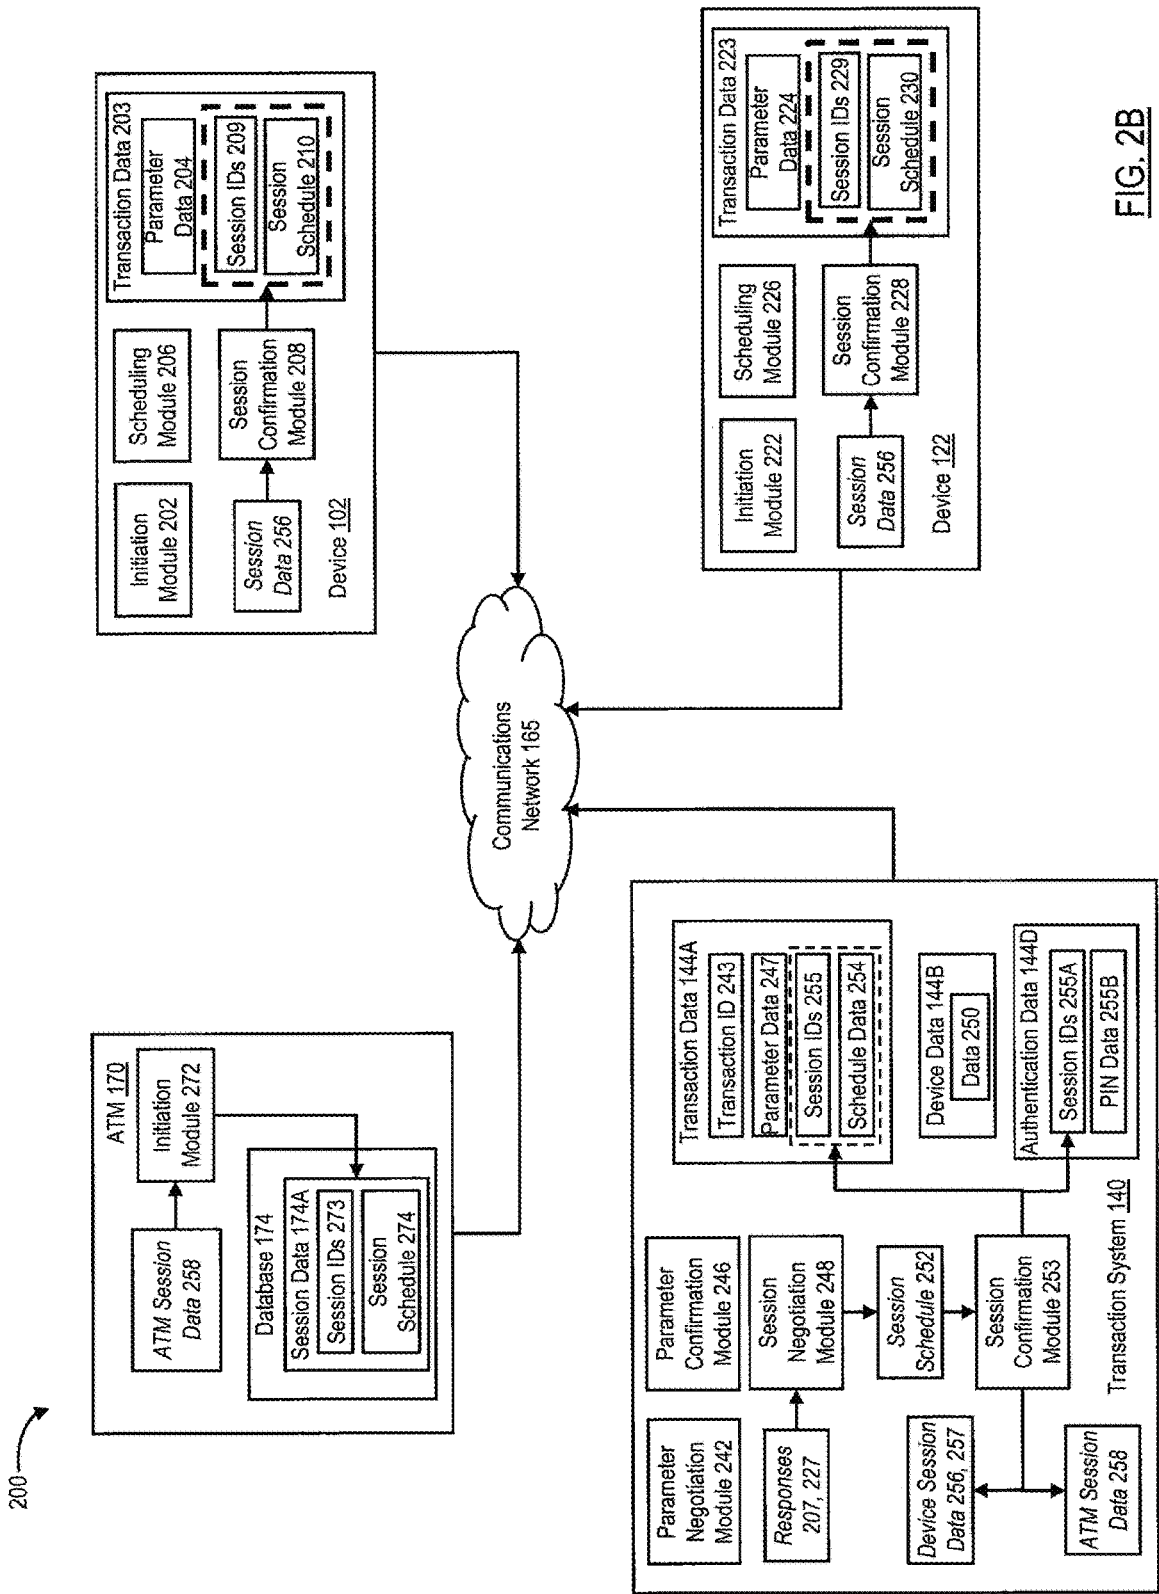 200
ATM 170
ATM Session
Data 258
Initiation
Module 272
Database 174
Session Data 174A
Session IDs 273
Session
Schedule 274
Communications
Network 165
Initiation
Module 202
Scheduling
Module 206
Session
Data 256
Session
Confirmation
Module 208
Device 102
Transaction Data 203
Parameter
Data 204
Session IDs 209
Session
Schedule 210
Parameter
Negotiation
Module 242
Parameter
Confirmation
Module 246
Responses
207, 227
Session
Negotiation
Module 248
Session
Schedule 252
Device Session
Data 256, 257
Session
Confirmation
Module 253
ATM Session
Data 258
Transaction System 140
Transaction Data 144A
Transaction ID 243
Parameter Data 247
Session IDs 255
Schedule Data 254
Device Data 144B
Data 250
Authentication Data 144D
Session IDs 255A
PIN Data 255B
Initiation
Module 222
Scheduling
Module 226
Session
Data 256
Session
Confirmation
Module 228
Device 122
Transaction Data 223
Parameter
Data 224
Session IDs 229
Session
Schedule 230
FIG. 2B